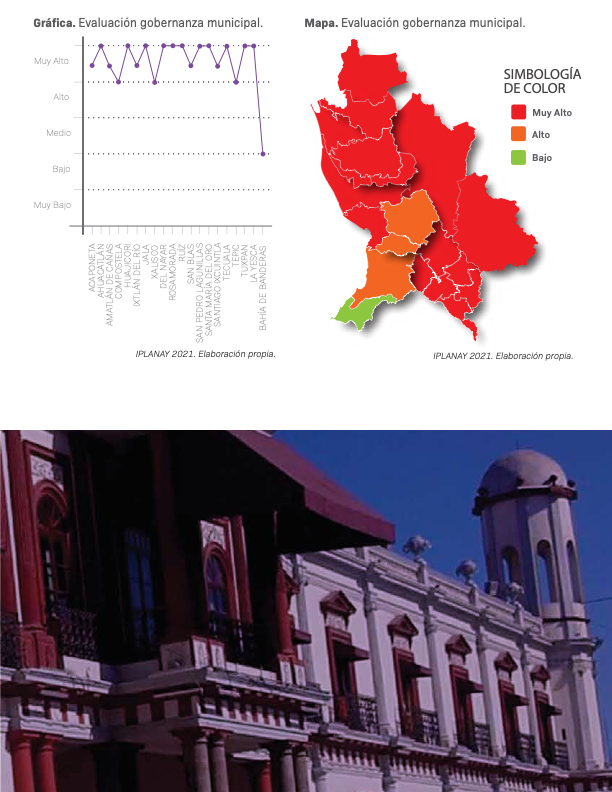 Gráfica. Evaluación gobernanza municipal.
Muy Alto
Alto
Medio
Bajo
Muy Bajo
ACAPONETA
AHUACATLÁN
AMATLÁN DE CAÑAS
COMPOSTELA
HUAJICORI
IXTLÁN DEL RÍO
JALA
XALISCO
DEL NAYAR
ROSAMORADA
RUÍZ
SAN BLAS
SAN PEDRO LAGUNILLAS
SANTA MARÍA DEL ORO
SANTIAGO IXCUINTLA
TECUALA
TEPIC
TUXPAN
LA YESCA
BAHÍA DE BANDERAS
IPLANAY 2021. Elaboración propia.
Mapa. Evaluación gobernanza municipal.
SIMBOLOGÍA
DE COLOR
Muy Alto
Alto
Bajo
IPLANAY 2021. Elaboración propia.